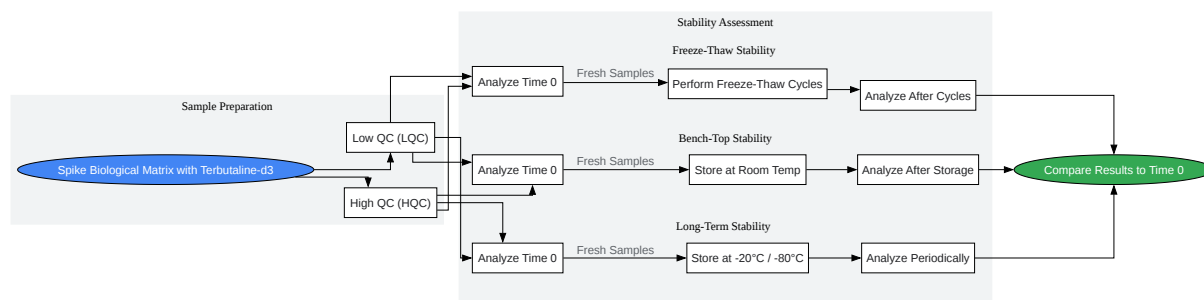 Stability Assessment
Freeze-Thaw Stability
Analyze Time 0
Fresh Samples
Perform Freeze-Thaw Cycles
Analyze After Cycles
Sample Preparation
Low QC (LQC)
Spike Biological Matrix with Terbutaline-d3
High QC (HQC)
Bench-Top Stability
Analyze Time 0
Fresh Samples
Store at Room Temp
Analyze After Storage
Compare Results to Time 0
Long-Term Stability
Analyze Time 0
Fresh Samples
Store at -20°C / -80°C
Analyze Periodically